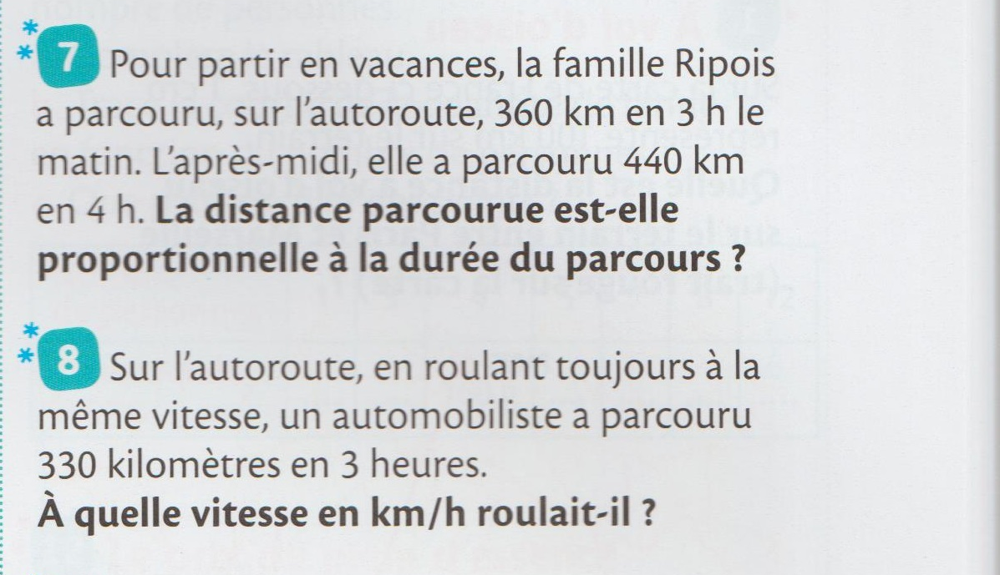 * * 7 Pour partir en vacances, la famille Ripois
a parcouru, sur l'autoroute, 360 km en 3 h le
matin. L'après-midi, elle a parcouru 440 km
en 4 h. La distance parcourue est-elle
proportionnelle à la durée du parcours ?
* * 8 Sur l'autoroute, en roulant toujours à la
même vitesse, un automobiliste a parcouru
330 kilomètres en 3 heures.
À quelle vitesse en km/h roulait-il ?